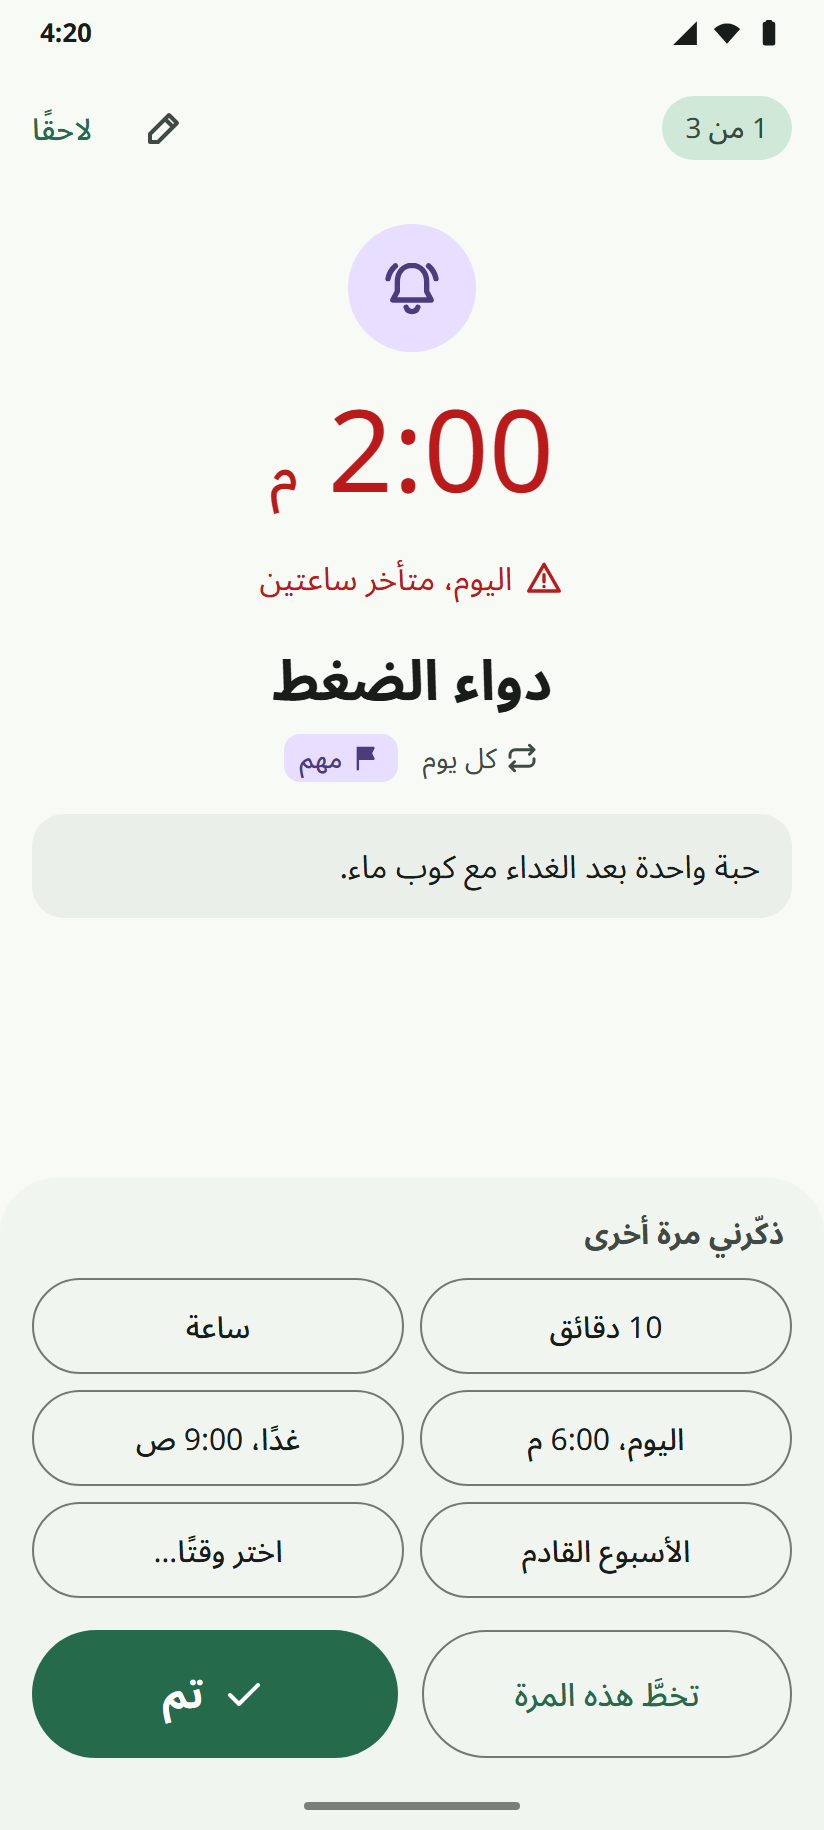 4:20
1 من 3
لاحقًا
2:00 م
اليوم، متأخر ساعتين
دواء الضغط
كل يوم
مهم
حبة واحدة بعد الغداء مع كوب ماء.
ذكّرني مرة أخرى
10 دقائق
ساعة
اليوم، 6:00 م
غدًا، 9:00 ص
الأسبوع القادم
اختر وقتًا...
تخطَّ هذه المرة
تم